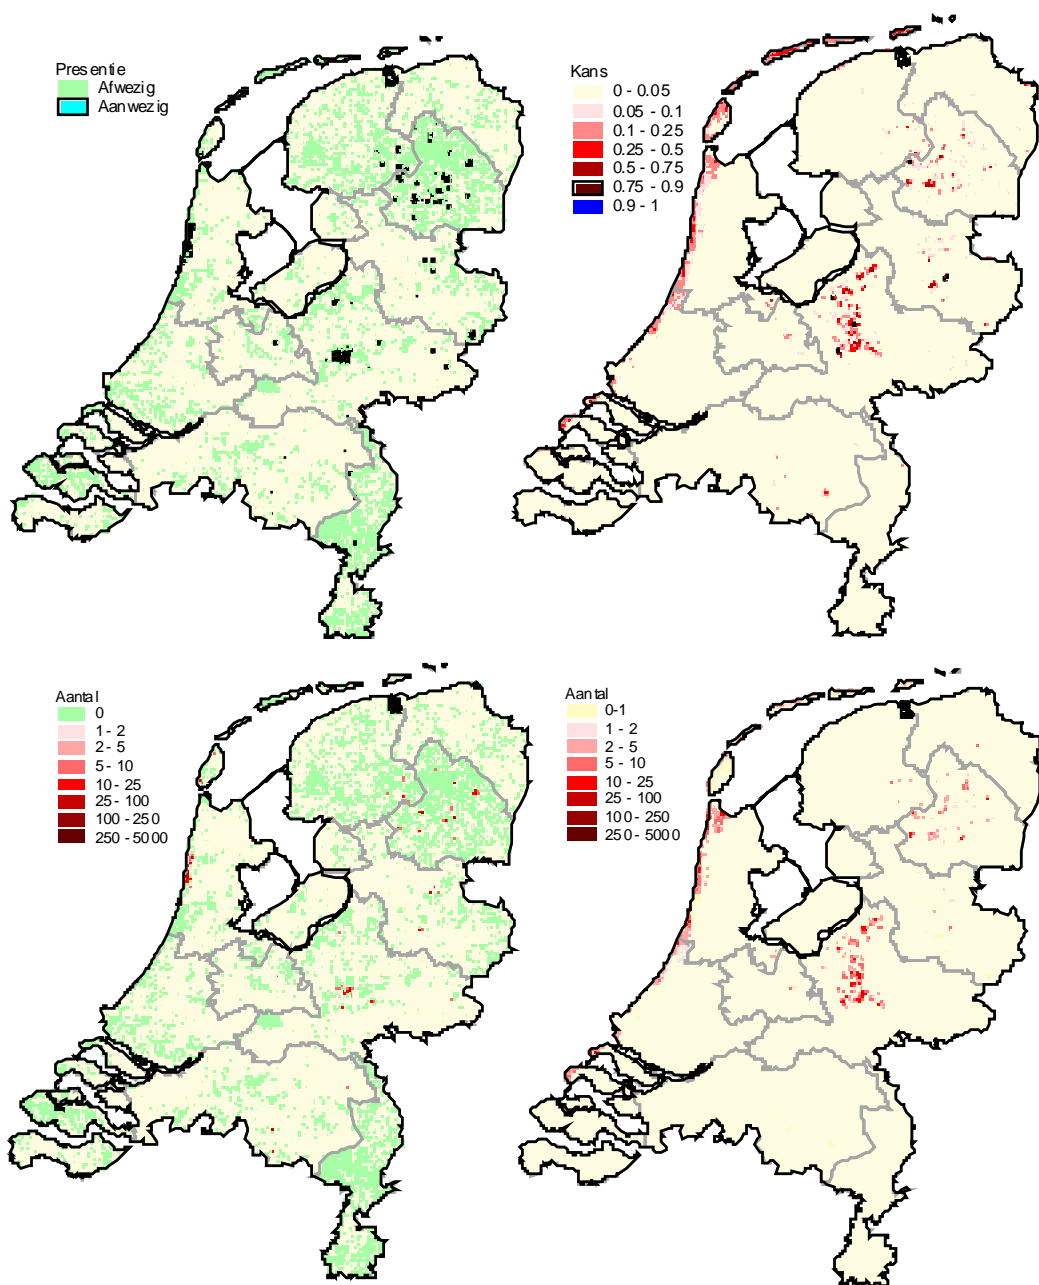 Presentie
Afwezig
Aanwezig
Kans
0 - 0.05
0.05 - 0.1
0.1 - 0.25
0.25 - 0.5
0.5 - 0.75
0.75 - 0.9
0.9 - 1
Aantal
0
1 - 2
2 - 5
5 - 10
10 - 25
25 - 100
100 - 250
250 - 5000
Aantal
0-1
1 - 2
2 - 5
5 - 10
10 - 25
25 - 100
100 - 250
250 - 5000